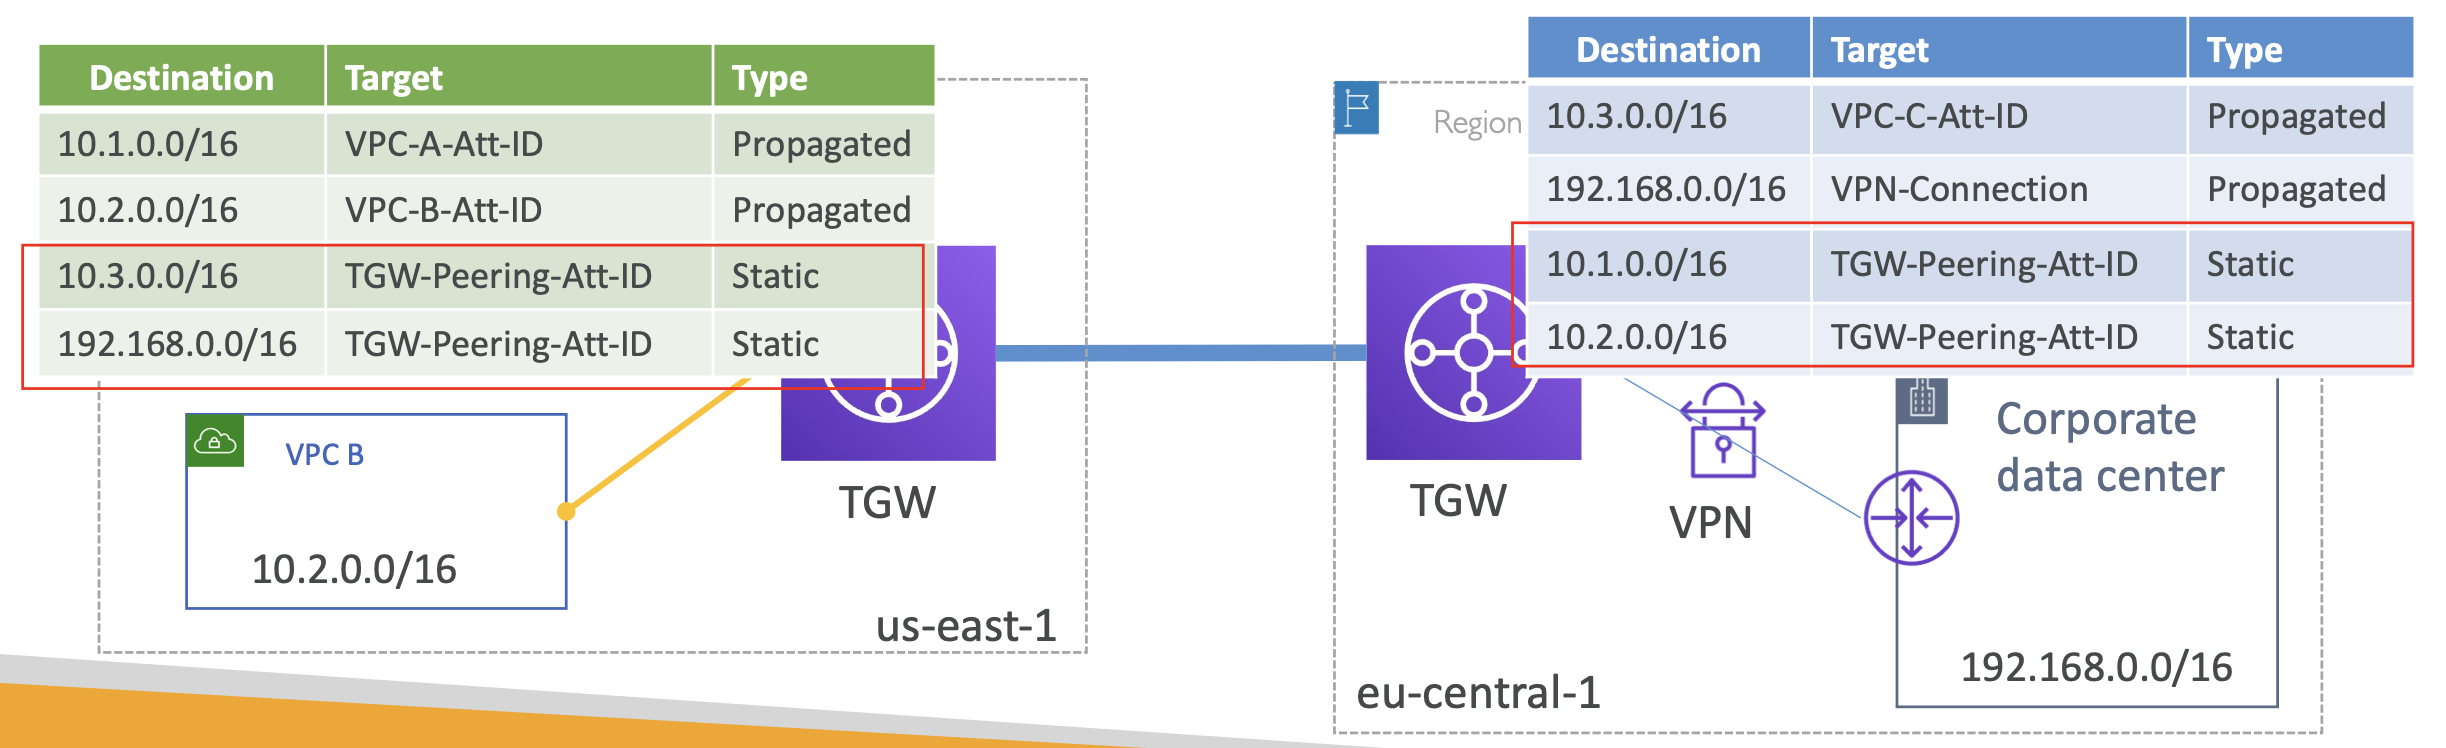 Destination Target Type
10.1.0.0/16 VPC-A-Att-ID Propagated
10.2.0.0/16 VPC-B-Att-ID Propagated
10.3.0.0/16 TGW-Peering-Att-ID Static
192.168.0.0/16 TGW-Peering-Att-ID Static
VPC B
10.2.0.0/16
TGW
us-east-1
Region
Destination Target Type
10.3.0.0/16 VPC-C-Att-ID Propagated
192.168.0.0/16 VPN-Connection Propagated
10.1.0.0/16 TGW-Peering-Att-ID Static
10.2.0.0/16 TGW-Peering-Att-ID Static
TGW
VPN
Corporate
data center
192.168.0.0/16
eu-central-1